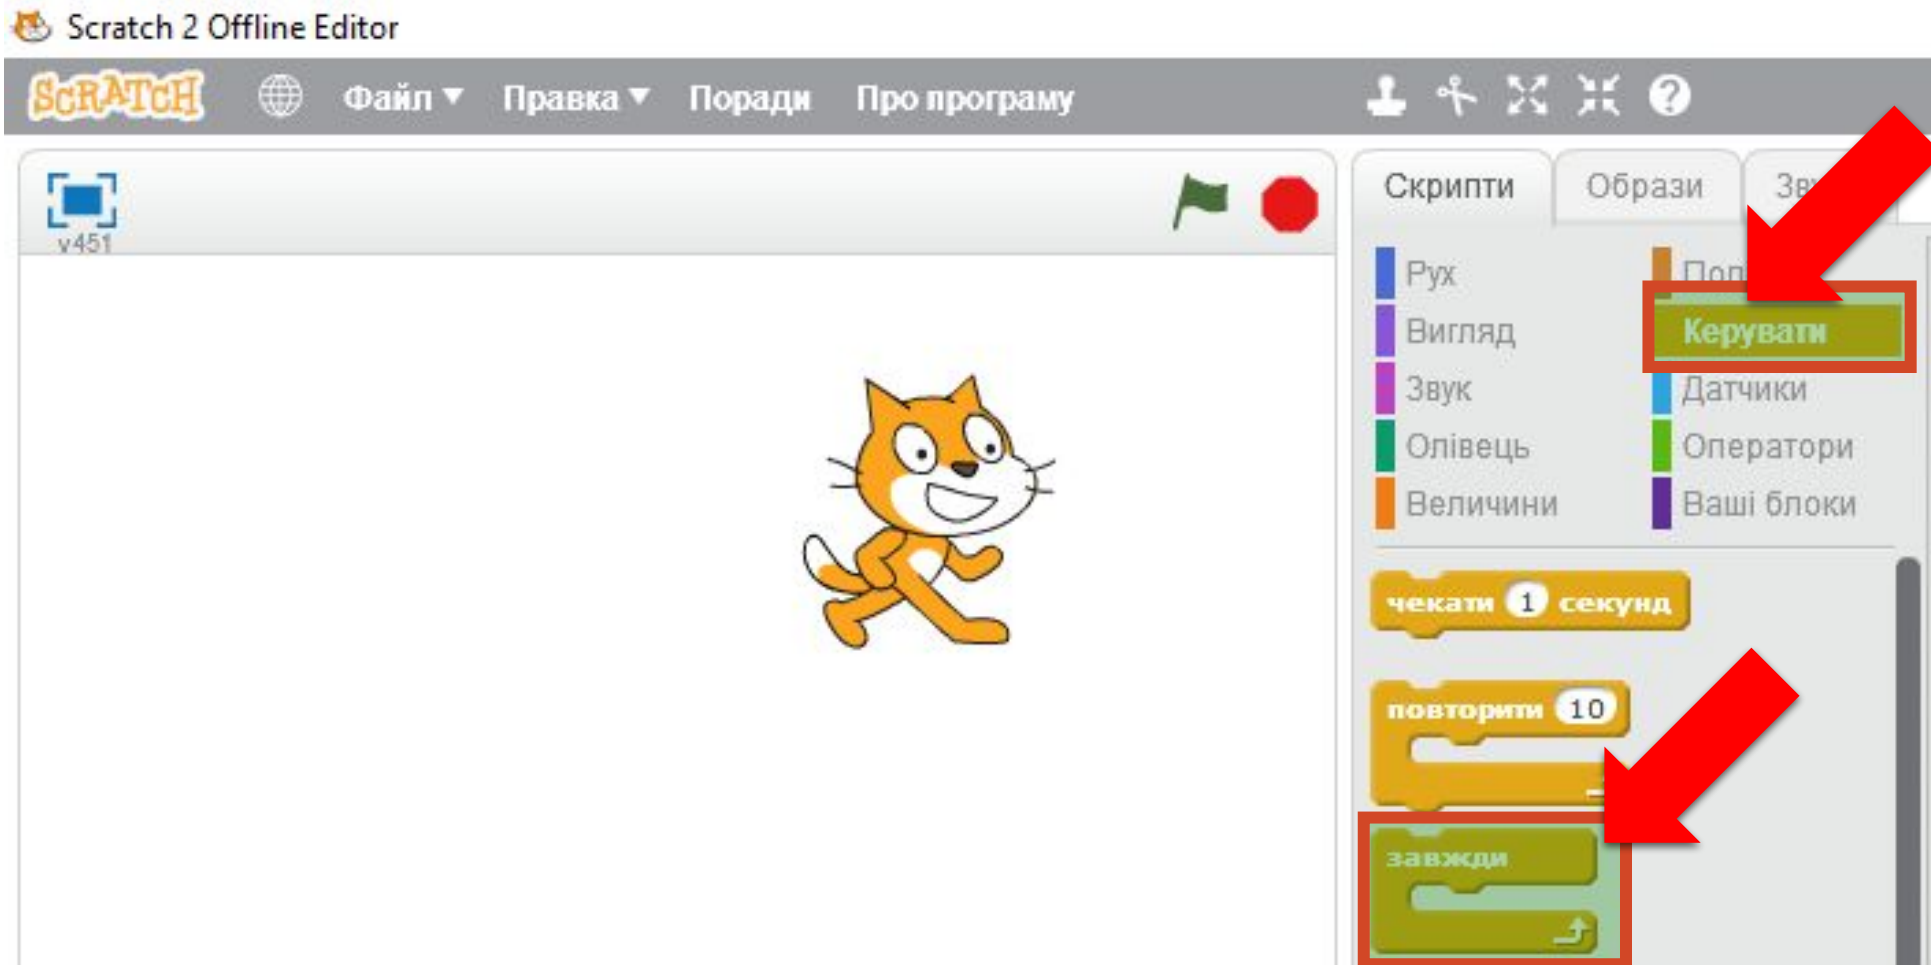 Scratch 2 Offline Editor
SCRATCH Файл Правка Поради Про програму
v451
Скрипти Образи
Рух
Вигляд Керувати
Звук Датчики
Олівець Оператори
Величини Ваші блоки
чекати 1 секунд
повторити 10
завжди